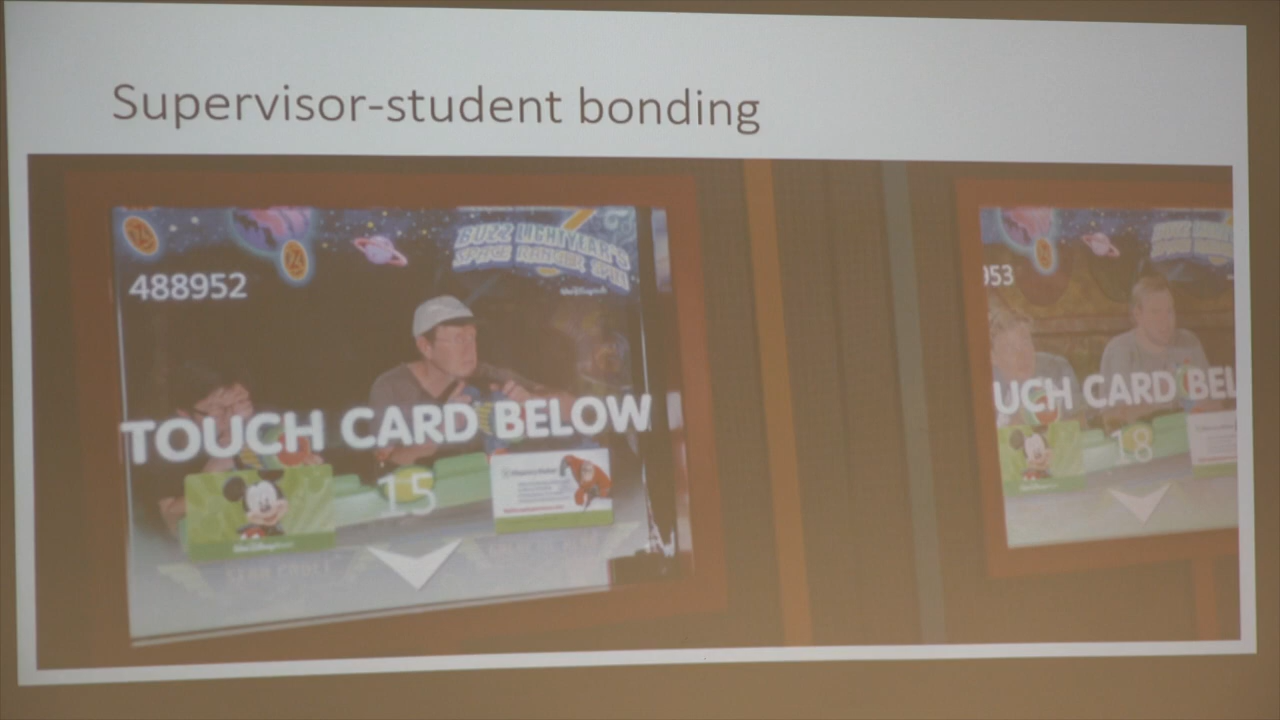 Supervisor-student bonding
BUZZ LIGHTYEAR'S
SPACE RANGER SPIN
488952
953
TOUCH CARD BELOW
UCH CARD BEL
15
18